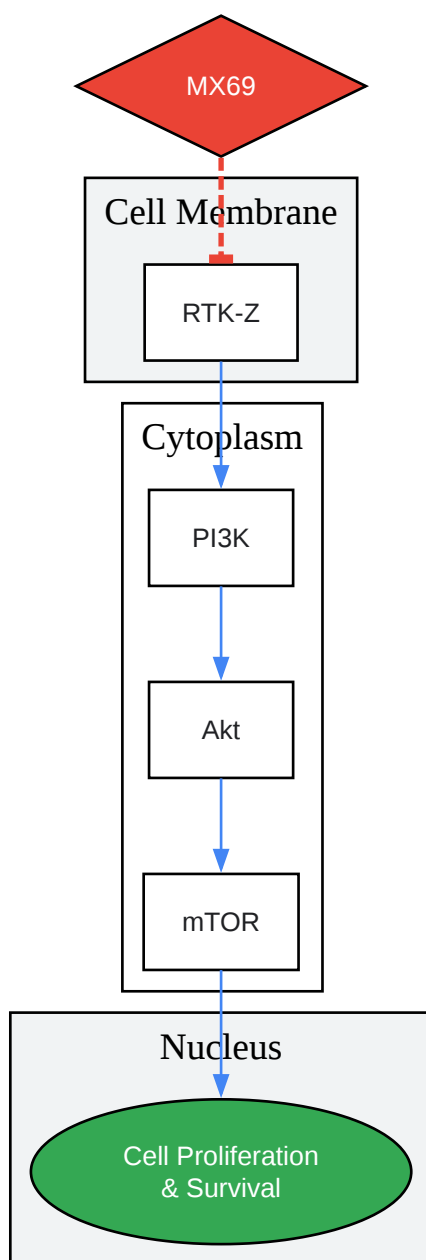 MX69
Cell Membrane
RTK-Z
Cytoplasm
PI3K
Akt
mTOR
Nucleus
Cell Proliferation
& Survival